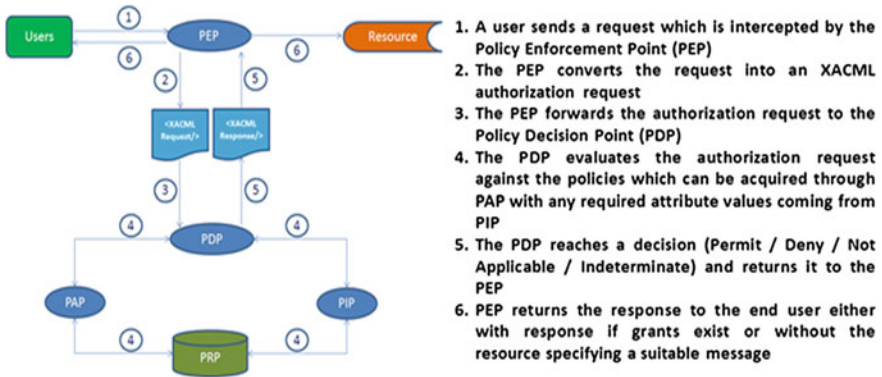 1
Users
PEP
Resource
6
6
2
5
<XACML
Request/>
<XACML
Response/>
3
5
4
PDP
4
PAP
PIP
4
PRP
4
1. A user sends a request which is intercepted by the
Policy Enforcement Point (PEP)
2. The PEP converts the request into an XACML
authorization request
3. The PEP forwards the authorization request to the
Policy Decision Point (PDP)
4. The PDP evaluates the authorization request
against the policies which can be acquired through
PAP with any required attribute values coming from
PIP
5. The PDP reaches a decision (Permit / Deny / Not
Applicable / Indeterminate) and returns it to the
PEP
6. PEP returns the response to the end user either
with response if grants exist or without the
resource specifying a suitable message